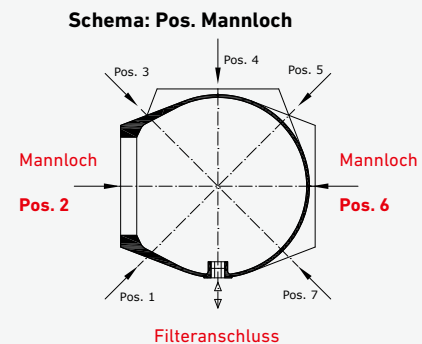 Schema: Pos. Mannloch
Pos. 4
Pos. 3
Pos. 5
Mannloch
Mannloch
Pos. 2
Pos. 6
Pos. 1
Pos. 7
Filteranschluss